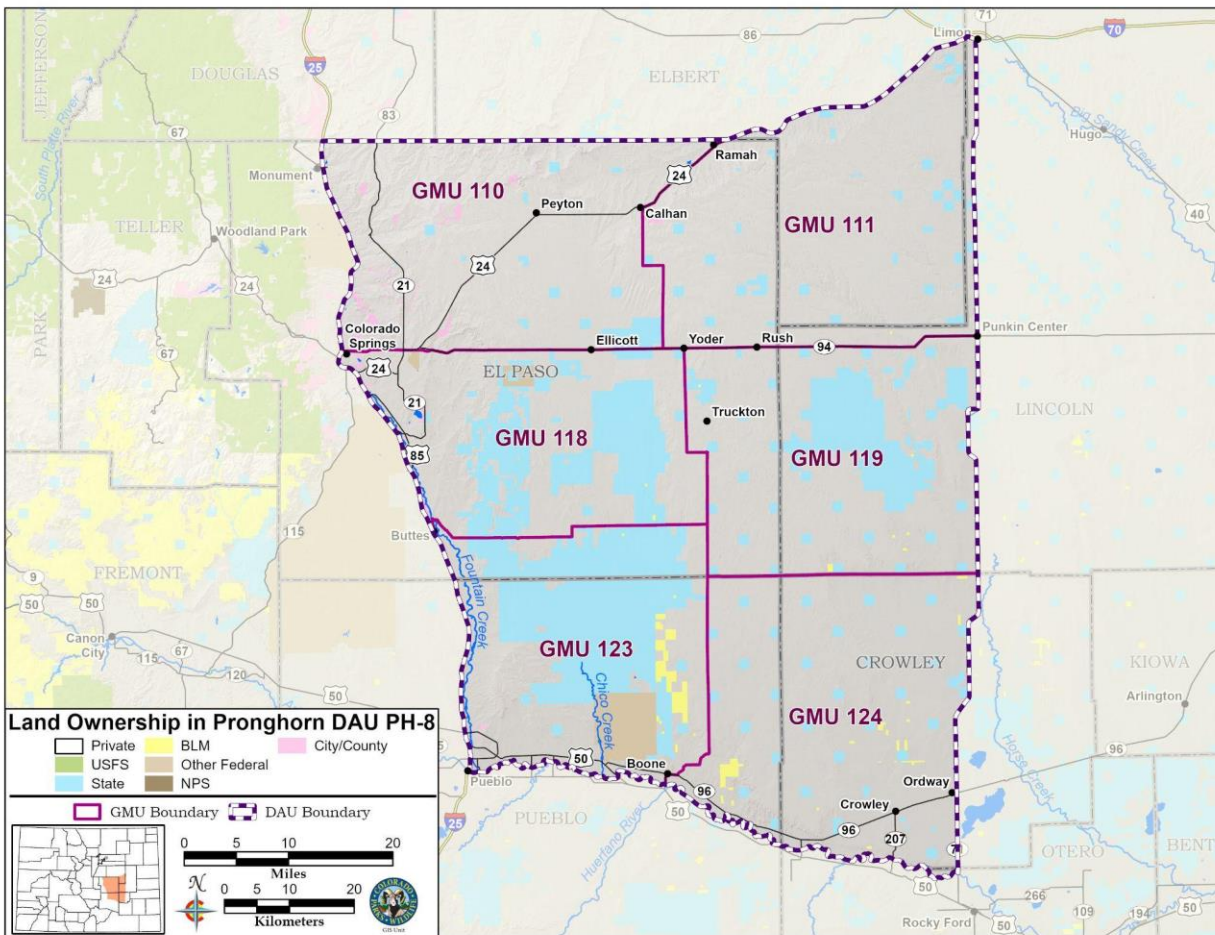 71
Limon
70
86
JEFFERSON
DOUGLAS
25
ELBERT
83
67
South Platte River
Big Sandy Creek
Hugo
Ramah
Monument
GMU 110
24
Peyton
Calhan
GMU 111
40
TELLER
67
Woodland Park
24
24
24
21
PARK
Colorado
Springs
Ellicott
Yoder
Rush
94
Punkin Center
24
EL PASO
LINCOLN
21
Truckton
GMU 118
GMU 119
85
115
Buttes
9
FREMONT
Fountain Creek
50
50
Canon
City
67
115
120
50
GMU 123
Chico Creek
CROWLEY
KIOWA
Arlington
GMU 124
Horse Creek
96
Land Ownership in Pronghorn DAU PH-8
Private
BLM
City/County
USFS
Other Federal
State
NPS
GMU Boundary
DAU Boundary
0 5 10 20
Miles
N
0 5 10 20
Kilometers
COLORADO
PARKS
WILDLIFE
GIS Unit
50
Boone
Pueblo
96
Ordway
Crowley
25
PUEBLO
Huerfano River
50
96
207
OTERO
BENT
50
266
109
194
50
Rocky Ford
50